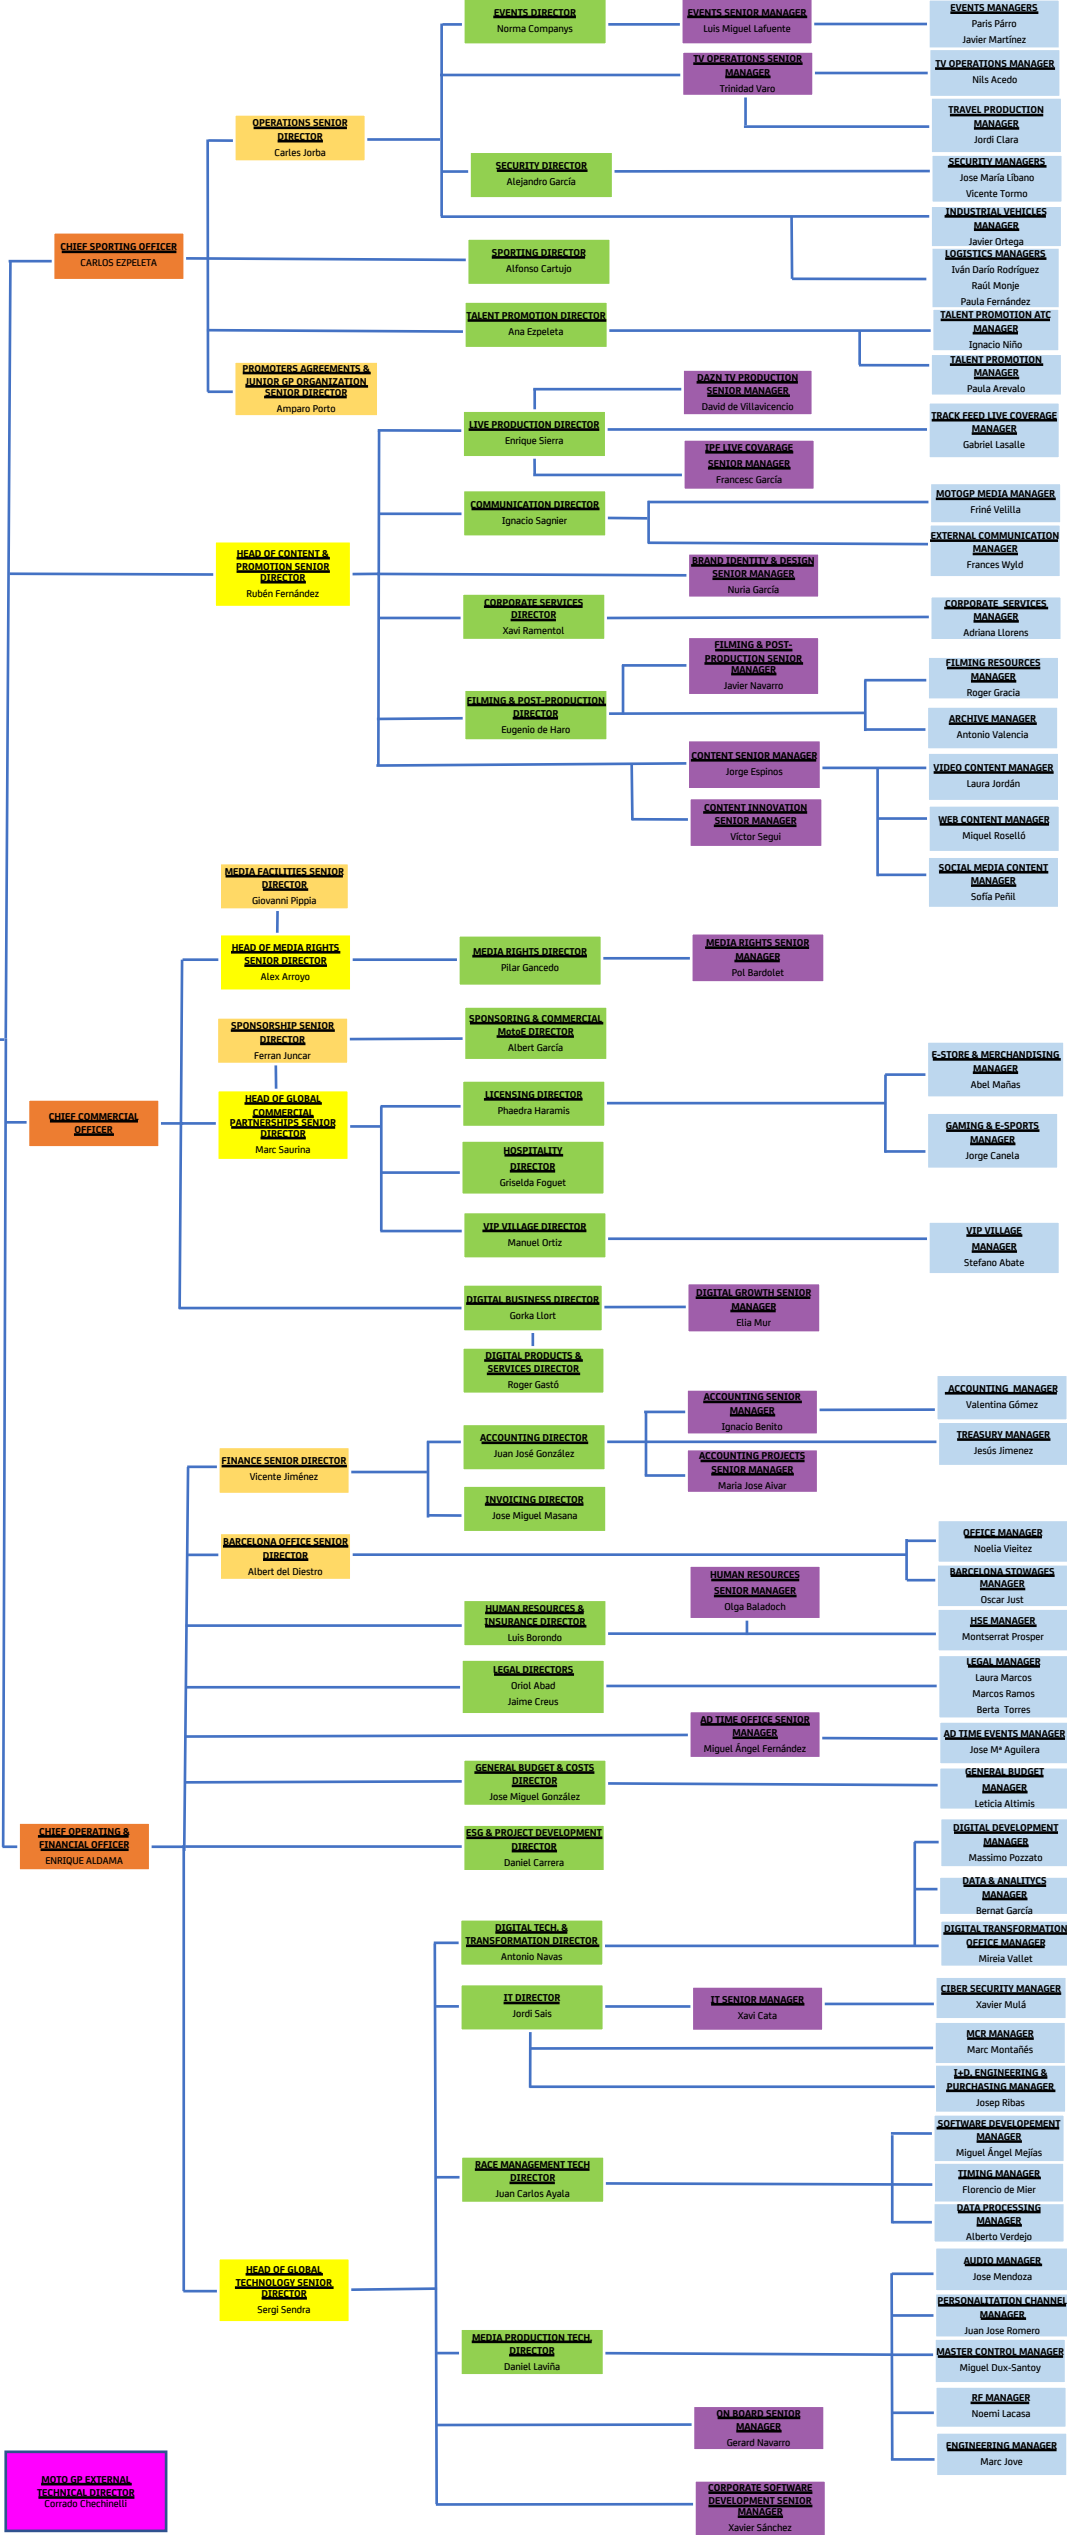 EVENTS DIRECTOR
Norma Companys
EVENTS SENIOR MANAGER
Luis Miguel Lafuente
EVENTS MANAGERS
Paris Párro
Javier Martínez
TV OPERATIONS SENIOR
MANAGER
Trinidad Varo
TV OPERATIONS MANAGER
Nils Acedo
TRAVEL PRODUCTION
MANAGER
Jordi Clara
OPERATIONS SENIOR
DIRECTOR
Carles Jorba
SECURITY DIRECTOR
Alejandro García
SECURITY MANAGERS
Jose María Líbano
Vicente Tormo
INDUSTRIAL VEHICLES
MANAGER
Javier Ortega
CHIEF SPORTING OFFICER
CARLOS EZPELETA
SPORTING DIRECTOR
Alfonso Cartujo
LOGISTICS MANAGERS
Iván Darío Rodríguez
Raúl Monje
Paula Fernández
TALENT PROMOTION DIRECTOR
Ana Ezpeleta
TALENT PROMOTION ATC
MANAGER
Ignacio Niño
TALENT PROMOTION
MANAGER
Paula Arevalo
PROMOTERS AGREEMENTS &
JUNIOR GP ORGANIZATION
SENIOR DIRECTOR
Amparo Porto
DAZN TV PRODUCTION
SENIOR MANAGER
David de Villavicencio
LIVE PRODUCTION DIRECTOR
Enrique Sierra
TRACK FEED LIVE COVERAGE
MANAGER
Gabriel Lasalle
IPF LIVE COVARAGE
SENIOR MANAGER
Francesc García
COMMUNICATION DIRECTOR
Ignacio Sagnier
MOTOGP MEDIA MANAGER
Friné Velilla
EXTERNAL COMMUNICATION
MANAGER
Frances Wyld
HEAD OF CONTENT &
PROMOTION SENIOR
DIRECTOR
Rubén Fernández
BRAND IDENTITY & DESIGN
SENIOR MANAGER
Nuria García
CORPORATE SERVICES
DIRECTOR
Xavi Ramentol
CORPORATE SERVICES
MANAGER
Adriana Llorens
FILMING & POST-
PRODUCTION SENIOR
MANAGER
Javier Navarro
FILMING RESOURCES
MANAGER
Roger Gracia
FILMING & POST-PRODUCTION
DIRECTOR
Eugenio de Haro
ARCHIVE MANAGER
Antonio Valencia
CONTENT SENIOR MANAGER
Jorge Espinos
VIDEO CONTENT MANAGER
Laura Jordán
CONTENT INNOVATION
SENIOR MANAGER
Víctor Segui
WEB CONTENT MANAGER
Miquel Roselló
SOCIAL MEDIA CONTENT
MANAGER
Sofía Peñil
MEDIA FACILITIES SENIOR
DIRECTOR
Giovanni Pippia
HEAD OF MEDIA RIGHTS
SENIOR DIRECTOR
Alex Arroyo
MEDIA RIGHTS DIRECTOR
Pilar Gancedo
MEDIA RIGHTS SENIOR
MANAGER
Pol Bardolet
SPONSORSHIP SENIOR
DIRECTOR
Ferran Juncar
SPONSORING & COMMERCIAL
MotoE DIRECTOR
Albert García
E-STORE & MERCHANDISING
MANAGER
Abel Mañas
CHIEF COMMERCIAL
OFFICER
HEAD OF GLOBAL
COMMERCIAL
PARTNERSHIPS SENIOR
DIRECTOR
Marc Saurina
LICENSING DIRECTOR
Phaedra Haramis
GAMING & E-SPORTS
MANAGER
Jorge Canela
HOSPITALITY
DIRECTOR
Griselda Foguet
VIP VILLAGE DIRECTOR
Manuel Ortiz
VIP VILLAGE
MANAGER
Stefano Abate
DIGITAL BUSINESS DIRECTOR
Gorka Llort
DIGITAL GROWTH SENIOR
MANAGER
Elia Mur
DIGITAL PRODUCTS &
SERVICES DIRECTOR
Roger Gastó
ACCOUNTING SENIOR
MANAGER
Ignacio Benito
ACCOUNTING MANAGER
Valentina Gómez
FINANCE SENIOR DIRECTOR
Vicente Jiménez
ACCOUNTING DIRECTOR
Juan José González
TREASURY MANAGER
Jesús Jimenez
ACCOUNTING PROJECTS
SENIOR MANAGER
Maria Jose Aivar
INVOICING DIRECTOR
Jose Miguel Masana
BARCELONA OFFICE SENIOR
DIRECTOR
Albert del Diestro
OFFICE MANAGER
Noelia Vieitez
BARCELONA STOWAGES
MANAGER
Oscar Just
HUMAN RESOURCES
SENIOR MANAGER
Olga Baladoch
HUMAN RESOURCES &
INSURANCE DIRECTOR
Luis Borondo
HSE MANAGER
Montserrat Prosper
LEGAL DIRECTORS
Oriol Abad
Jaime Creus
LEGAL MANAGER
Laura Marcos
Marcos Ramos
Berta Torres
AD TIME OFFICE SENIOR
MANAGER
Miguel Ángel Fernández
AD TIME EVENTS MANAGER
Jose Mª Aguilera
GENERAL BUDGET & COSTS
DIRECTOR
Jose Miguel González
GENERAL BUDGET
MANAGER
Leticia Altimis
CHIEF OPERATING &
FINANCIAL OFFICER
ENRIQUE ALDAMA
ESG & PROJECT DEVELOPMENT
DIRECTOR
Daniel Carrera
DIGITAL DEVELOPMENT
MANAGER
Massimo Pozzato
DATA & ANALITYCS
MANAGER
Bernat García
DIGITAL TECH. &
TRANSFORMATION DIRECTOR
Antonio Navas
DIGITAL TRANSFORMATION
OFFICE MANAGER
Mireia Vallet
IT DIRECTOR
Jordi Sais
IT SENIOR MANAGER
Xavi Cata
CIBER SECURITY MANAGER
Xavier Mulá
MCR MANAGER
Marc Montañés
I+D, ENGINEERING &
PURCHASING MANAGER
Josep Ribas
SOFTWARE DEVELOPEMENT
MANAGER
Miguel Ángel Mejías
RACE MANAGEMENT TECH
DIRECTOR
Juan Carlos Ayala
TIMING MANAGER
Florencio de Mier
DATA PROCESSING
MANAGER
Alberto Verdejo
HEAD OF GLOBAL
TECHNOLOGY SENIOR
DIRECTOR
Sergi Sendra
AUDIO MANAGER
Jose Mendoza
PERSONALITATION CHANNEL
MANAGER
Juan Jose Romero
MEDIA PRODUCTION TECH.
DIRECTOR
Daniel Laviña
MASTER CONTROL MANAGER
Miguel Dux-Santoy
RF MANAGER
Noemi Lacasa
ON BOARD SENIOR
MANAGER
Gerard Navarro
ENGINEERING MANAGER
Marc Jove
MOTO GP EXTERNAL
TECHNICAL DIRECTOR
Corrado Chechinelli
CORPORATE SOFTWARE
DEVELOPMENT SENIOR
MANAGER
Xavier Sánchez